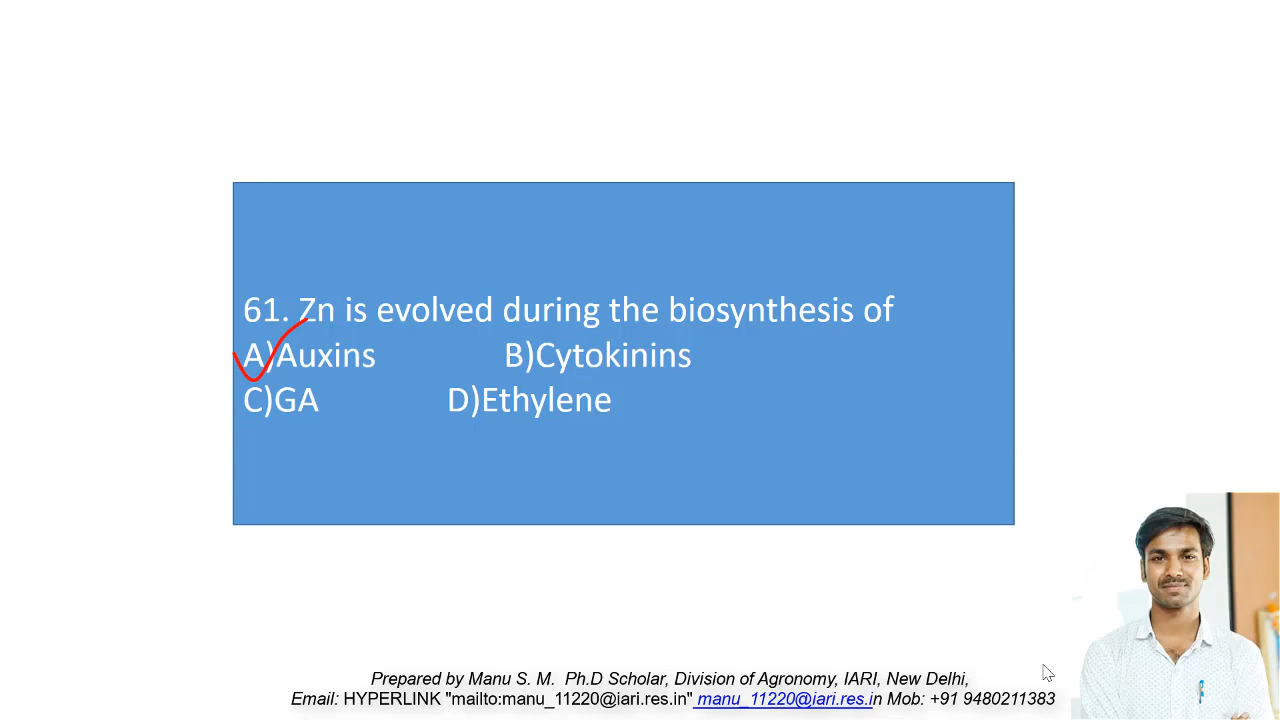 61. Zn is evolved during the biosynthesis of
A)Auxins B)Cytokinins
C)GA D)Ethylene
Prepared by Manu S. M. Ph.D Scholar, Division of Agronomy, IARI, New Delhi,
Email: HYPERLINK "mailto:manu_11220@iari.res.in" manu_11220@iari.res.in Mob: +91 9480211383